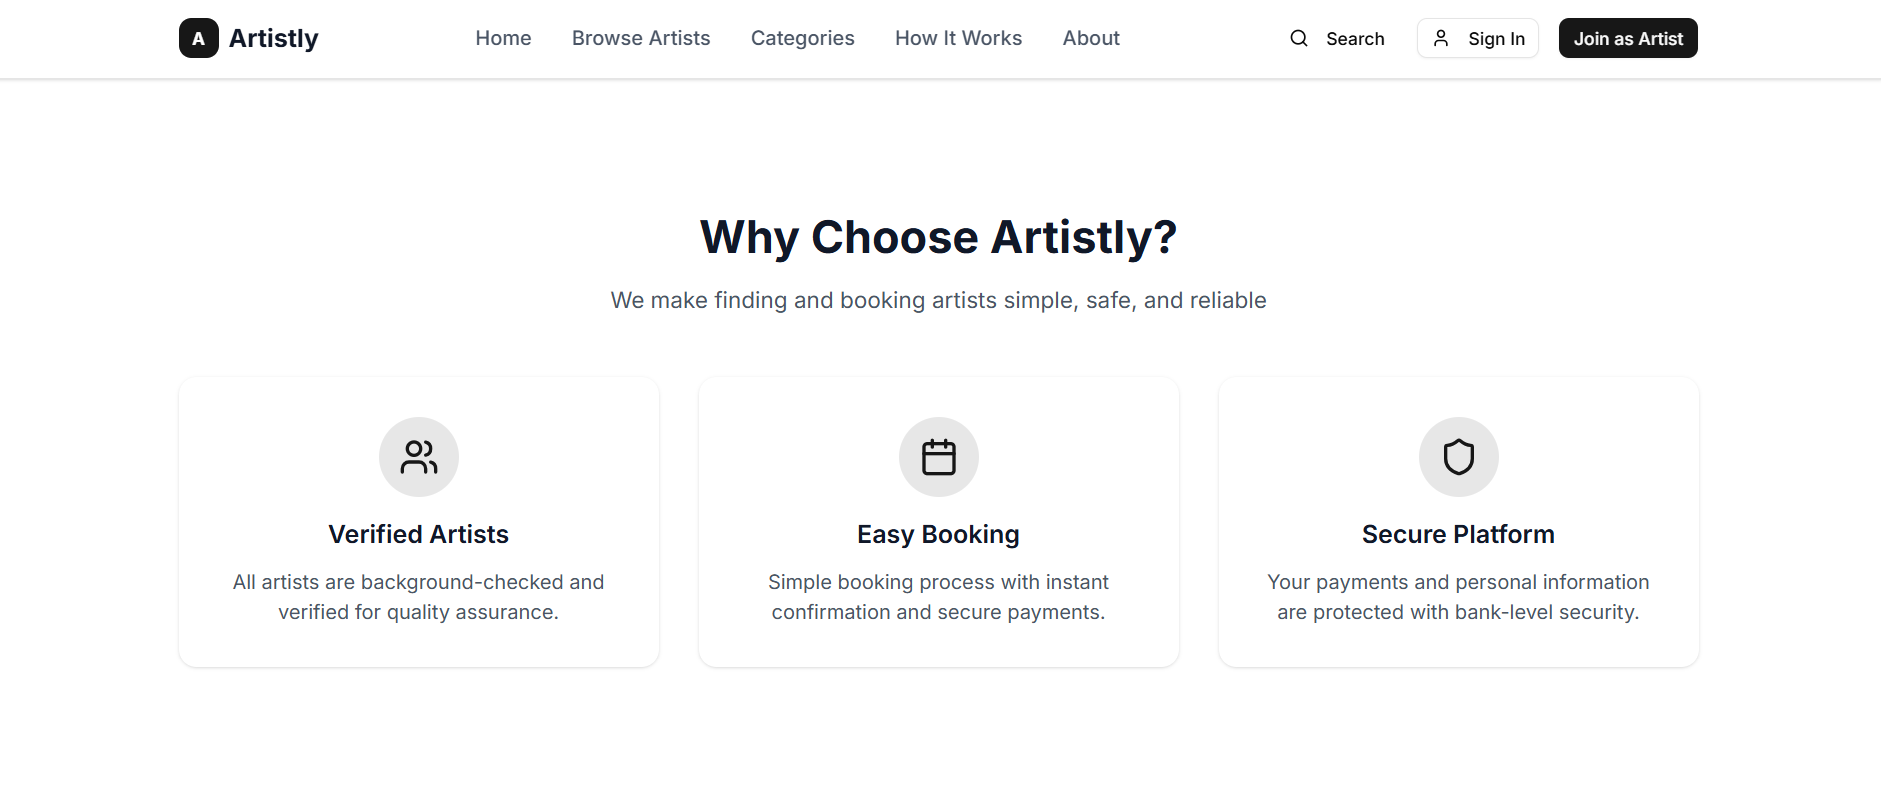 A Artistly Home Browse Artists Categories How It Works About Search Sign In Join as Artist
Why Choose Artistly?
We make finding and booking artists simple, safe, and reliable
Verified Artists
All artists are background-checked and
verified for quality assurance.
Easy Booking
Simple booking process with instant
confirmation and secure payments.
Secure Platform
Your payments and personal information
are protected with bank-level security.